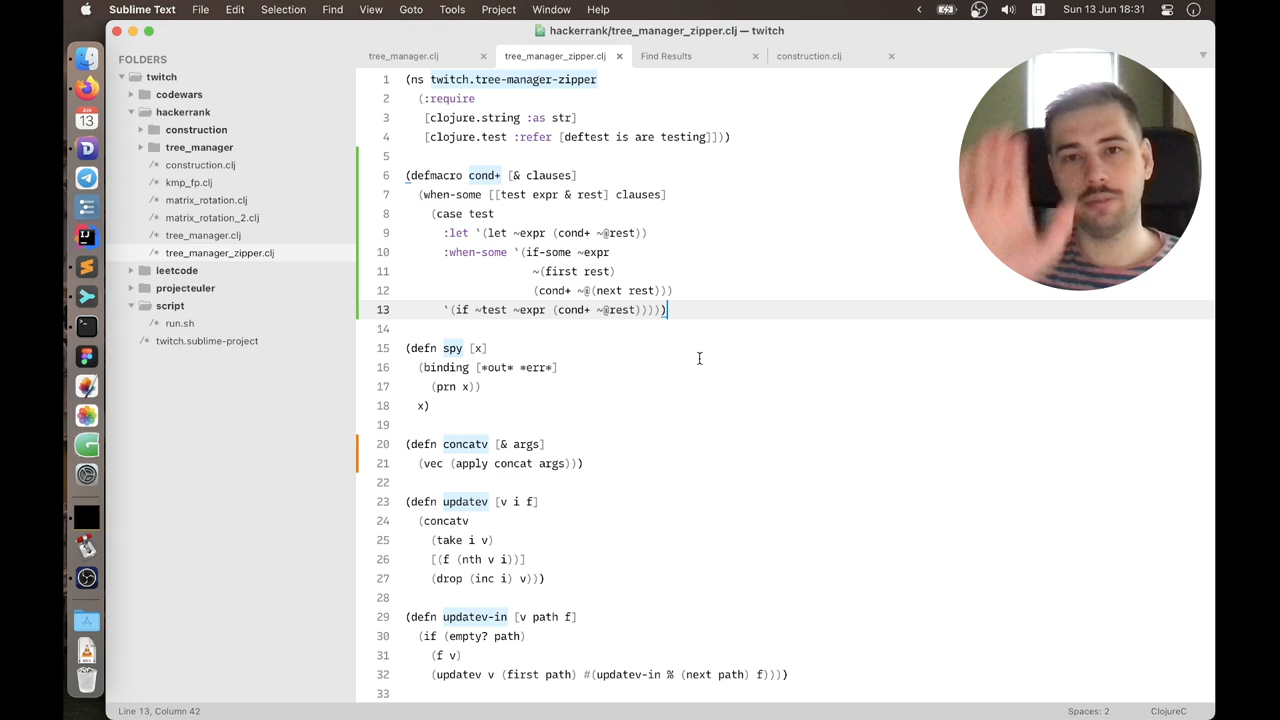 Sublime Text File Edit Selection Find View Goto Tools Project Window Help H Sun 13 Jun 18:31
hackerrank/tree_manager_zipper.clj — twitch
FOLDERS
twitch
codewars
hackerrank
construction
tree_manager
/* construction.clj
/* kmp_fp.clj
/* matrix_rotation.clj
/* matrix_rotation_2.clj
/* tree_manager.clj
/* tree_manager_zipper.clj
leetcode
projecteuler
script
/* run.sh
/* twitch.sublime-project
JUN
13
IJ
tree_manager.clj × tree_manager_zipper.clj × Find Results × construction.clj ×
1 (ns twitch.tree-manager-zipper
2 (:require
3 [clojure.string :as str]
4 [clojure.test :refer [deftest is are testing]]))
5
6 (defmacro cond+ [& clauses]
7 (when-some [[test expr & rest] clauses]
8 (case test
9 :let `(let ~expr (cond+ ~@rest))
10 :when-some `(if-some ~expr
11 ~(first rest)
12 (cond+ ~@(next rest)))
13 `(if ~test ~expr (cond+ ~@rest)))))
14
15 (defn spy [x]
16 (binding [*out* *err*]
17 (prn x))
18 x)
19
20 (defn concatv [& args]
21 (vec (apply concat args)))
22
23 (defn updatev [v i f]
24 (concatv
25 (take i v)
26 [(f (nth v i))]
27 (drop (inc i) v)))
28
29 (defn updatev-in [v path f]
30 (if (empty? path)
31 (f v)
32 (updatev v (first path) #(updatev-in % (next path) f))))
33
Line 13, Column 42 Spaces: 2 ClojureC